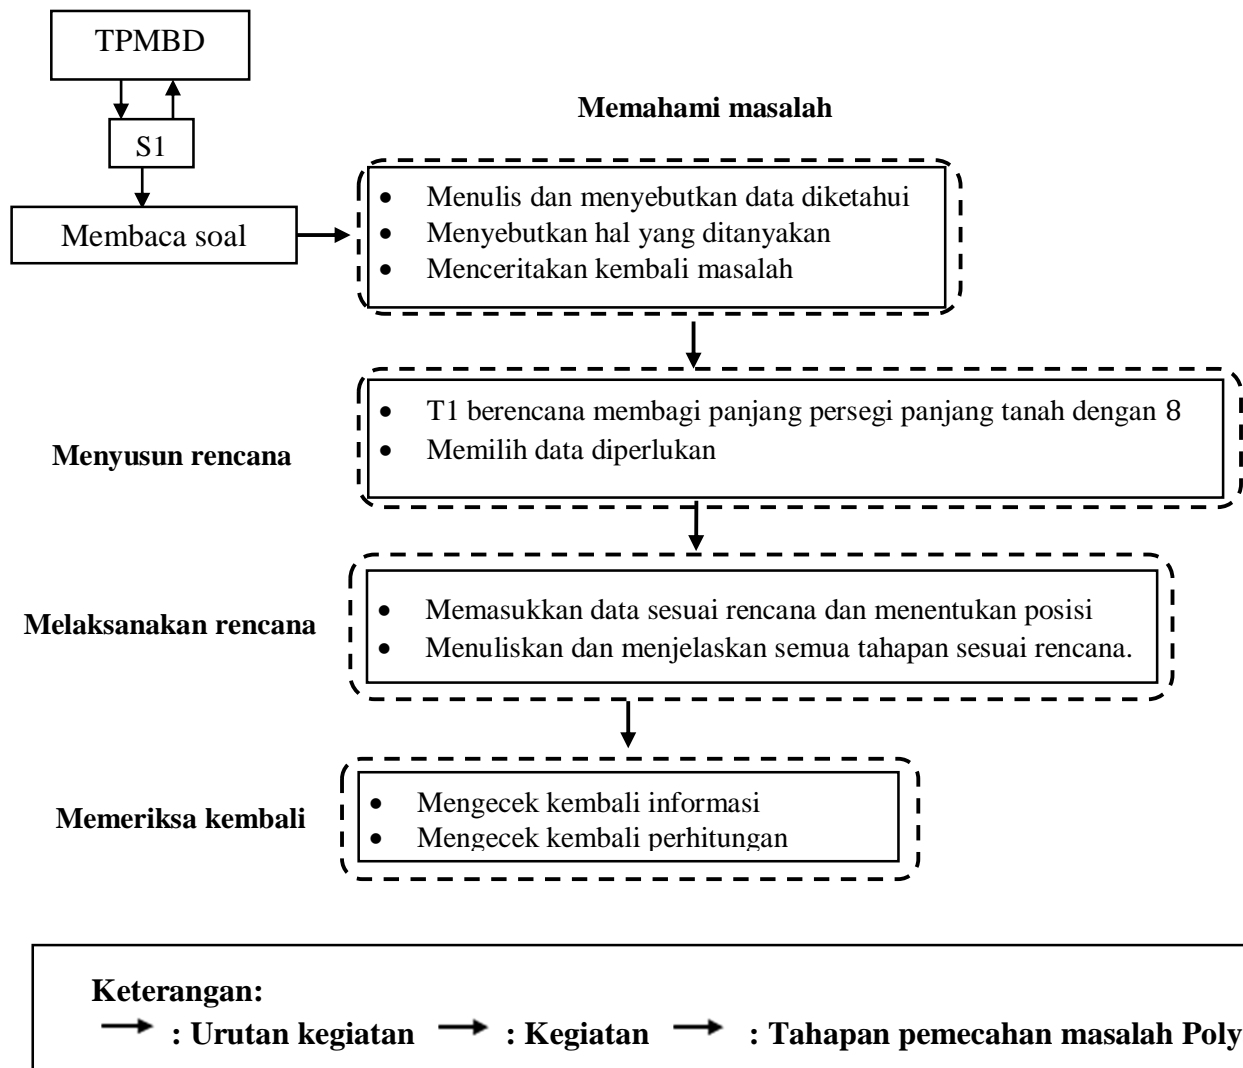 TPMBD
S1
Membaca soal
Memahami masalah
• Menulis dan menyebutkan data diketahui
• Menyebutkan hal yang ditanyakan
• Menceritakan kembali masalah
Menyusun rencana
• T1 berencana membagi panjang persegi panjang tanah dengan 8
• Memilih data diperlukan
Melaksanakan rencana
• Memasukkan data sesuai rencana dan menentukan posisi
• Menuliskan dan menjelaskan semua tahapan sesuai rencana.
Memeriksa kembali
• Mengecek kembali informasi
• Mengecek kembali perhitungan
Keterangan:
: Urutan kegiatan : Kegiatan : Tahapan pemecahan masalah Poly